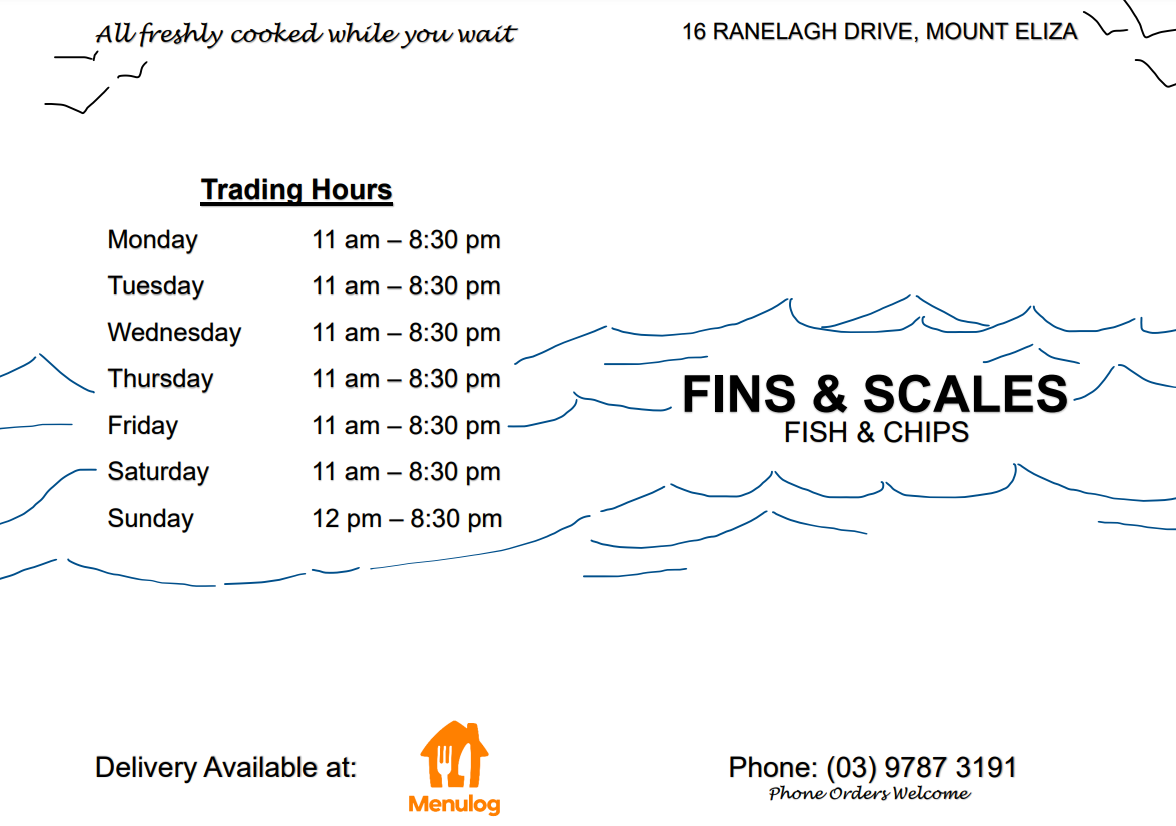 All freshly cooked while you wait
16 RANELAGH DRIVE, MOUNT ELIZA
Trading Hours
Monday 11 am – 8:30 pm
Tuesday 11 am – 8:30 pm
Wednesday 11 am – 8:30 pm
Thursday 11 am – 8:30 pm
Friday 11 am – 8:30 pm
Saturday 11 am – 8:30 pm
Sunday 12 pm – 8:30 pm
FINS & SCALES
FISH & CHIPS
Delivery Available at:
Menulog
Phone: (03) 9787 3191
Phone Orders Welcome